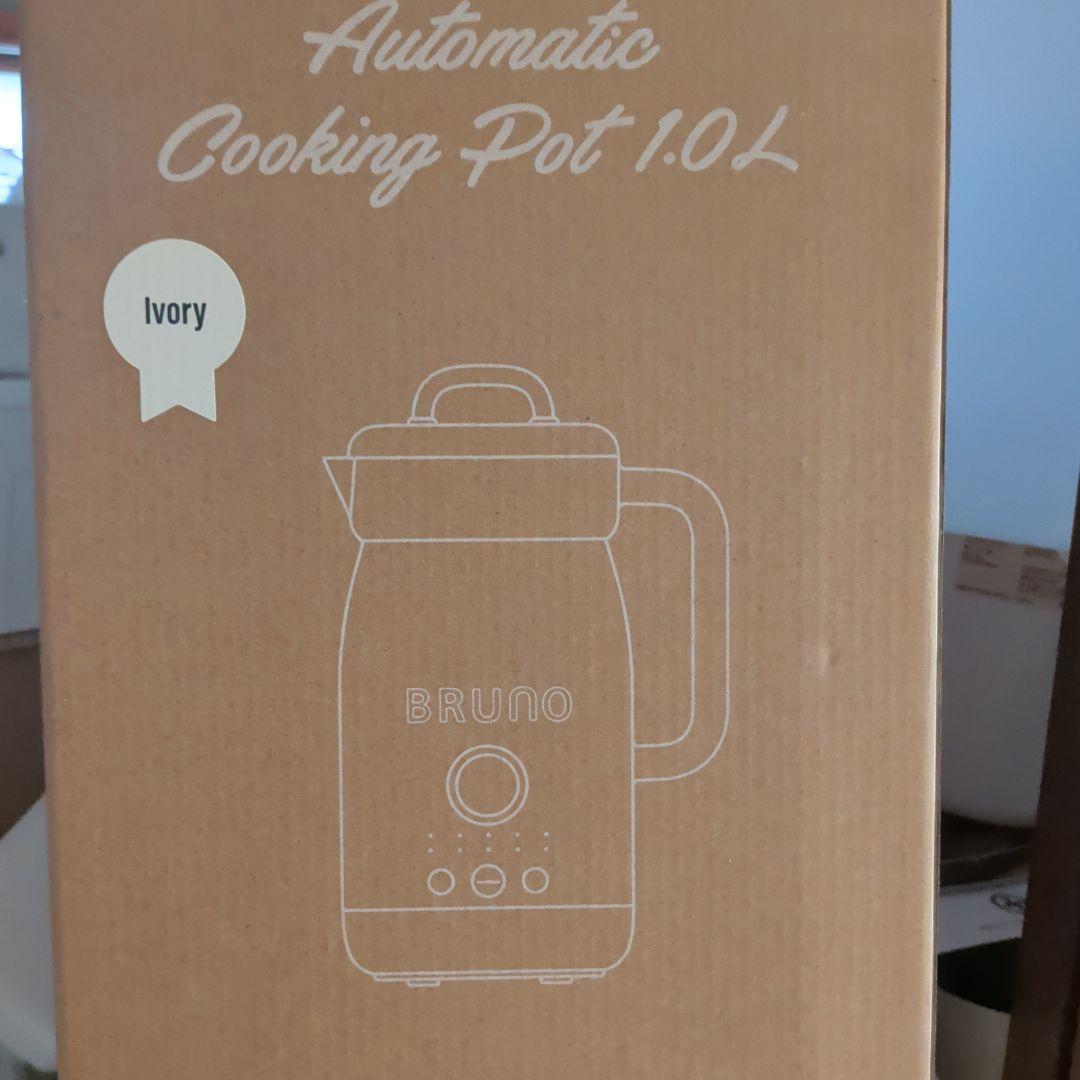 Automatic
Cooking Pot 1.0L
Ivory
BRUNO